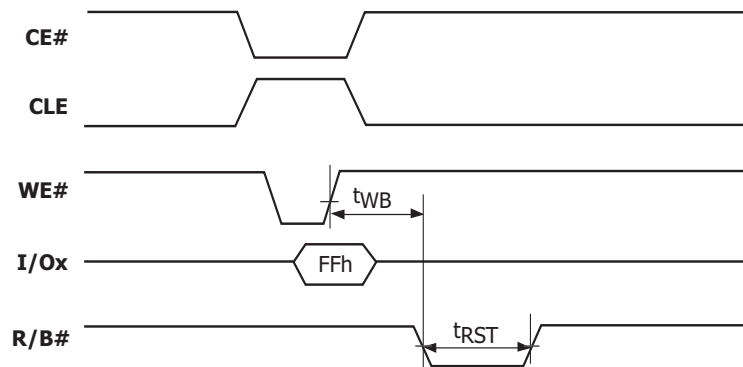 CE#
CLE
WE#
tWB
I/Ox
FFh
R/B#
tRST